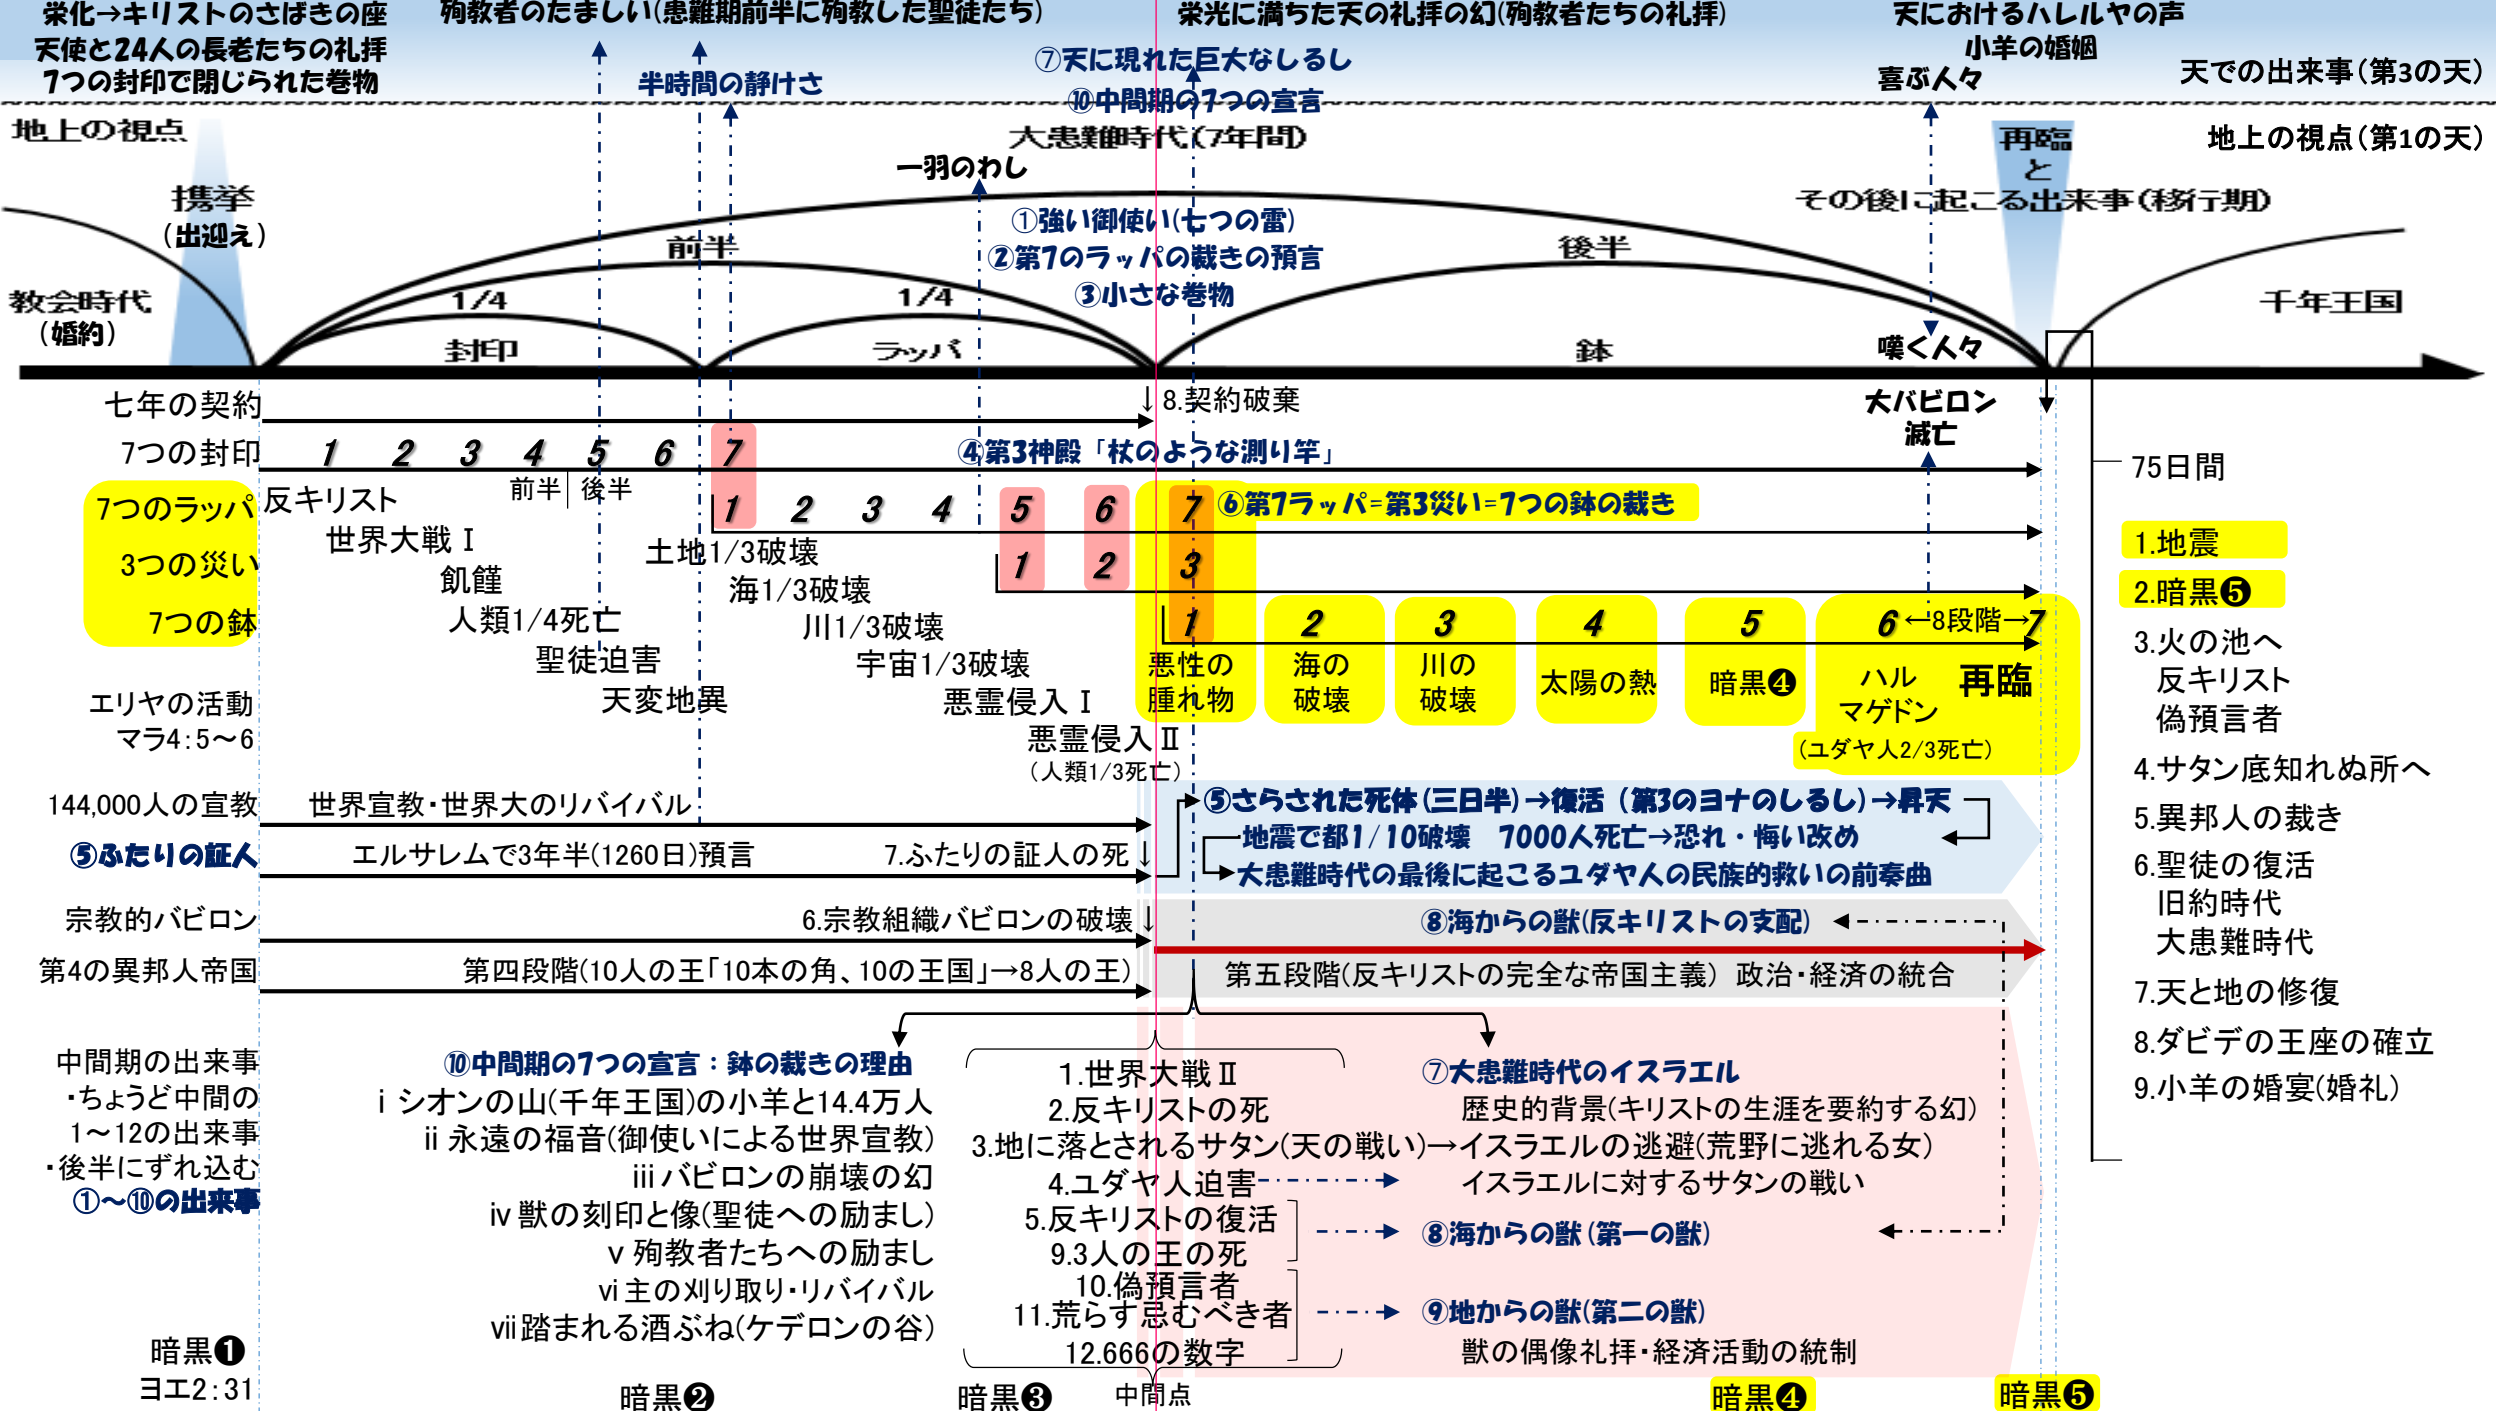 栄化→キリストのさばきの座
天使と24人の長老たちの礼拝
7つの封印で閉じられた巻物
殉教者のたましい(患難期前半に殉教した聖徒たち)
半時間の静けさ
栄光に満ちた天の礼拝の幻(殉教者たちの礼拝)
⑦天に現れた巨大なしるし
⑩中間期の7つの宣言
天におけるハレルヤの声
小羊の婚姻
喜ぶ人々
天での出来事(第3の天)
地上の視点
地上の視点(第1の天)
大患難時代(7年間)
一羽のわし
再臨
と
その後に起こる出来事(移行期)
携挙
(出迎え)
①強い御使い(七つの雷)
②第7のラッパの裁きの預言
③小さな巻物
前半
後半
教会時代
(婚約)
1/4
1/4
千年王国
封印
ラッパ
鉢
嘆く人々
七年の契約
↓8.契約破棄
大バビロン
滅亡
7つの封印
1 2 3 4 5 6 7
④第3神殿「杖のような測り竿」
前半 後半
75日間
7つのラッパ
1 2 3 4 5 6 7
⑥第7ラッパ=第3災い=7つの鉢の裁き
反キリスト
世界大戦Ⅰ
飢饉
人類1/4死亡
聖徒迫害
天変地異
土地1/3破壊
海1/3破壊
川1/3破壊
宇宙1/3破壊
悪霊侵入Ⅰ
悪霊侵入Ⅱ
(人類1/3死亡)
3つの災い
1 2 3
7つの鉢
1 2 3 4 5 6 ←8段階→7
悪性の
腫れ物
海の
破壊
川の
破壊
太陽の熱
暗黒❹
ハル
マゲドン
再臨
(ユダヤ人2/3死亡)
1.地震
2.暗黒❺
3.火の池へ
反キリスト
偽預言者
4.サタン底知れぬ所へ
5.異邦人の裁き
6.聖徒の復活
旧約時代
大患難時代
7.天と地の修復
8.ダビデの王座の確立
9.小羊の婚宴(婚礼)
エリヤの活動
マラ4:5～6
144,000人の宣教
世界宣教・世界大のリバイバル
⑤さらされた死体(三日半)→復活(第3のヨナのしるし)→昇天
地震で都1/10破壊 7000人死亡→恐れ・悔い改め
大患難時代の最後に起こるユダヤ人の民族的救いの前奏曲
⑤ふたりの証人
エルサレムで3年半(1260日)預言
7.ふたりの証人の死↓
宗教的バビロン
6.宗教組織バビロンの破壊↓
⑧海からの獣(反キリストの支配)
第4の異邦人帝国
第四段階(10人の王「10本の角、10の王国」→8人の王)
第五段階(反キリストの完全な帝国主義) 政治・経済の統合
中間期の出来事
・ちょうど中間の
1～12の出来事
・後半にずれ込む
①～⑩の出来事
⑩中間期の7つの宣言:鉢の裁きの理由
ⅰシオンの山(千年王国)の小羊と14.4万人
ⅱ永遠の福音(御使いによる世界宣教)
ⅲバビロンの崩壊の幻
ⅳ獣の刻印と像(聖徒への励まし)
ⅴ殉教者たちへの励まし
ⅵ主の刈り取り・リバイバル
ⅶ踏まれる酒ぶね(ケデロンの谷)
1.世界大戦Ⅱ
2.反キリストの死
3.地に落とされるサタン(天の戦い)→イスラエルの逃避(荒野に逃れる女)
4.ユダヤ人迫害
5.反キリストの復活
9.3人の王の死
10.偽預言者
11.荒らす忌むべき者
12.666の数字
中間点
⑦大患難時代のイスラエル
歴史的背景(キリストの生涯を要約する幻)
イスラエルに対するサタンの戦い
⑧海からの獣(第一の獣)
⑨地からの獣(第二の獣)
獣の偶像礼拝・経済活動の統制
暗黒❶
ヨエ2:31
暗黒❷
暗黒❸
暗黒❹
暗黒❺